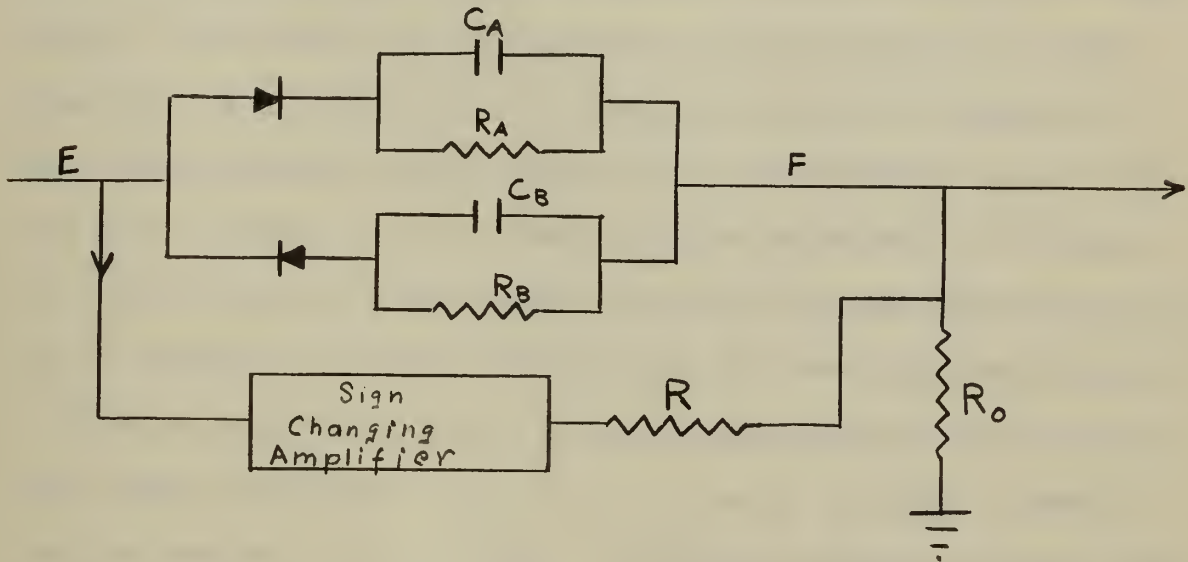 C_A
R_A
E
F
C_B
R_B
Sign
Changing
Amplifier
R
R_o